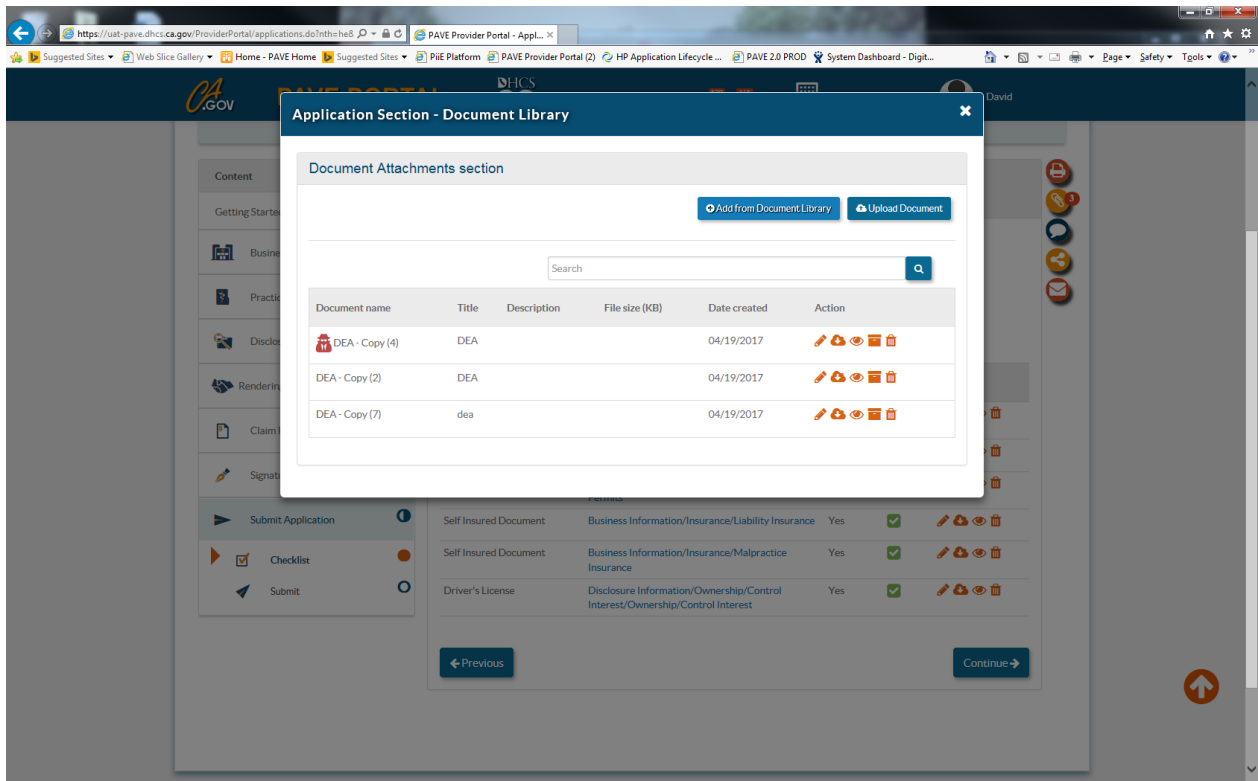 https://uat-pave.dhcs.ca.gov/ProviderPortal/applications.do?nth=he8
PAVE Provider Portal - Appl...
Suggested Sites Web Slice Gallery Home - PAVE Home Suggested Sites PiiE Platform PAVE Provider Portal (2) HP Application Lifecycle ... PAVE 2.0 PROD System Dashboard - Digit... Page Safety Tools
CA.GOV PAVE PORTAL DHCS David
Application Section - Document Library
Document Attachments section
Add from Document Library Upload Document
Search
Document name Title Description File size (KB) Date created Action
DEA - Copy (4) DEA 04/19/2017
DEA - Copy (2) DEA 04/19/2017
DEA - Copy (7) dea 04/19/2017
Content
Getting Starte
Busine
Practic
Disclos
Renderin
Claim
Signat
Submit Application
Checklist
Submit
3
Permits
Self Insured Document Business Information/Insurance/Liability Insurance Yes
Self Insured Document Business Information/Insurance/Malpractice Insurance Yes
Driver's License Disclosure Information/Ownership/Control Interest/Ownership/Control Interest Yes
Previous Continue